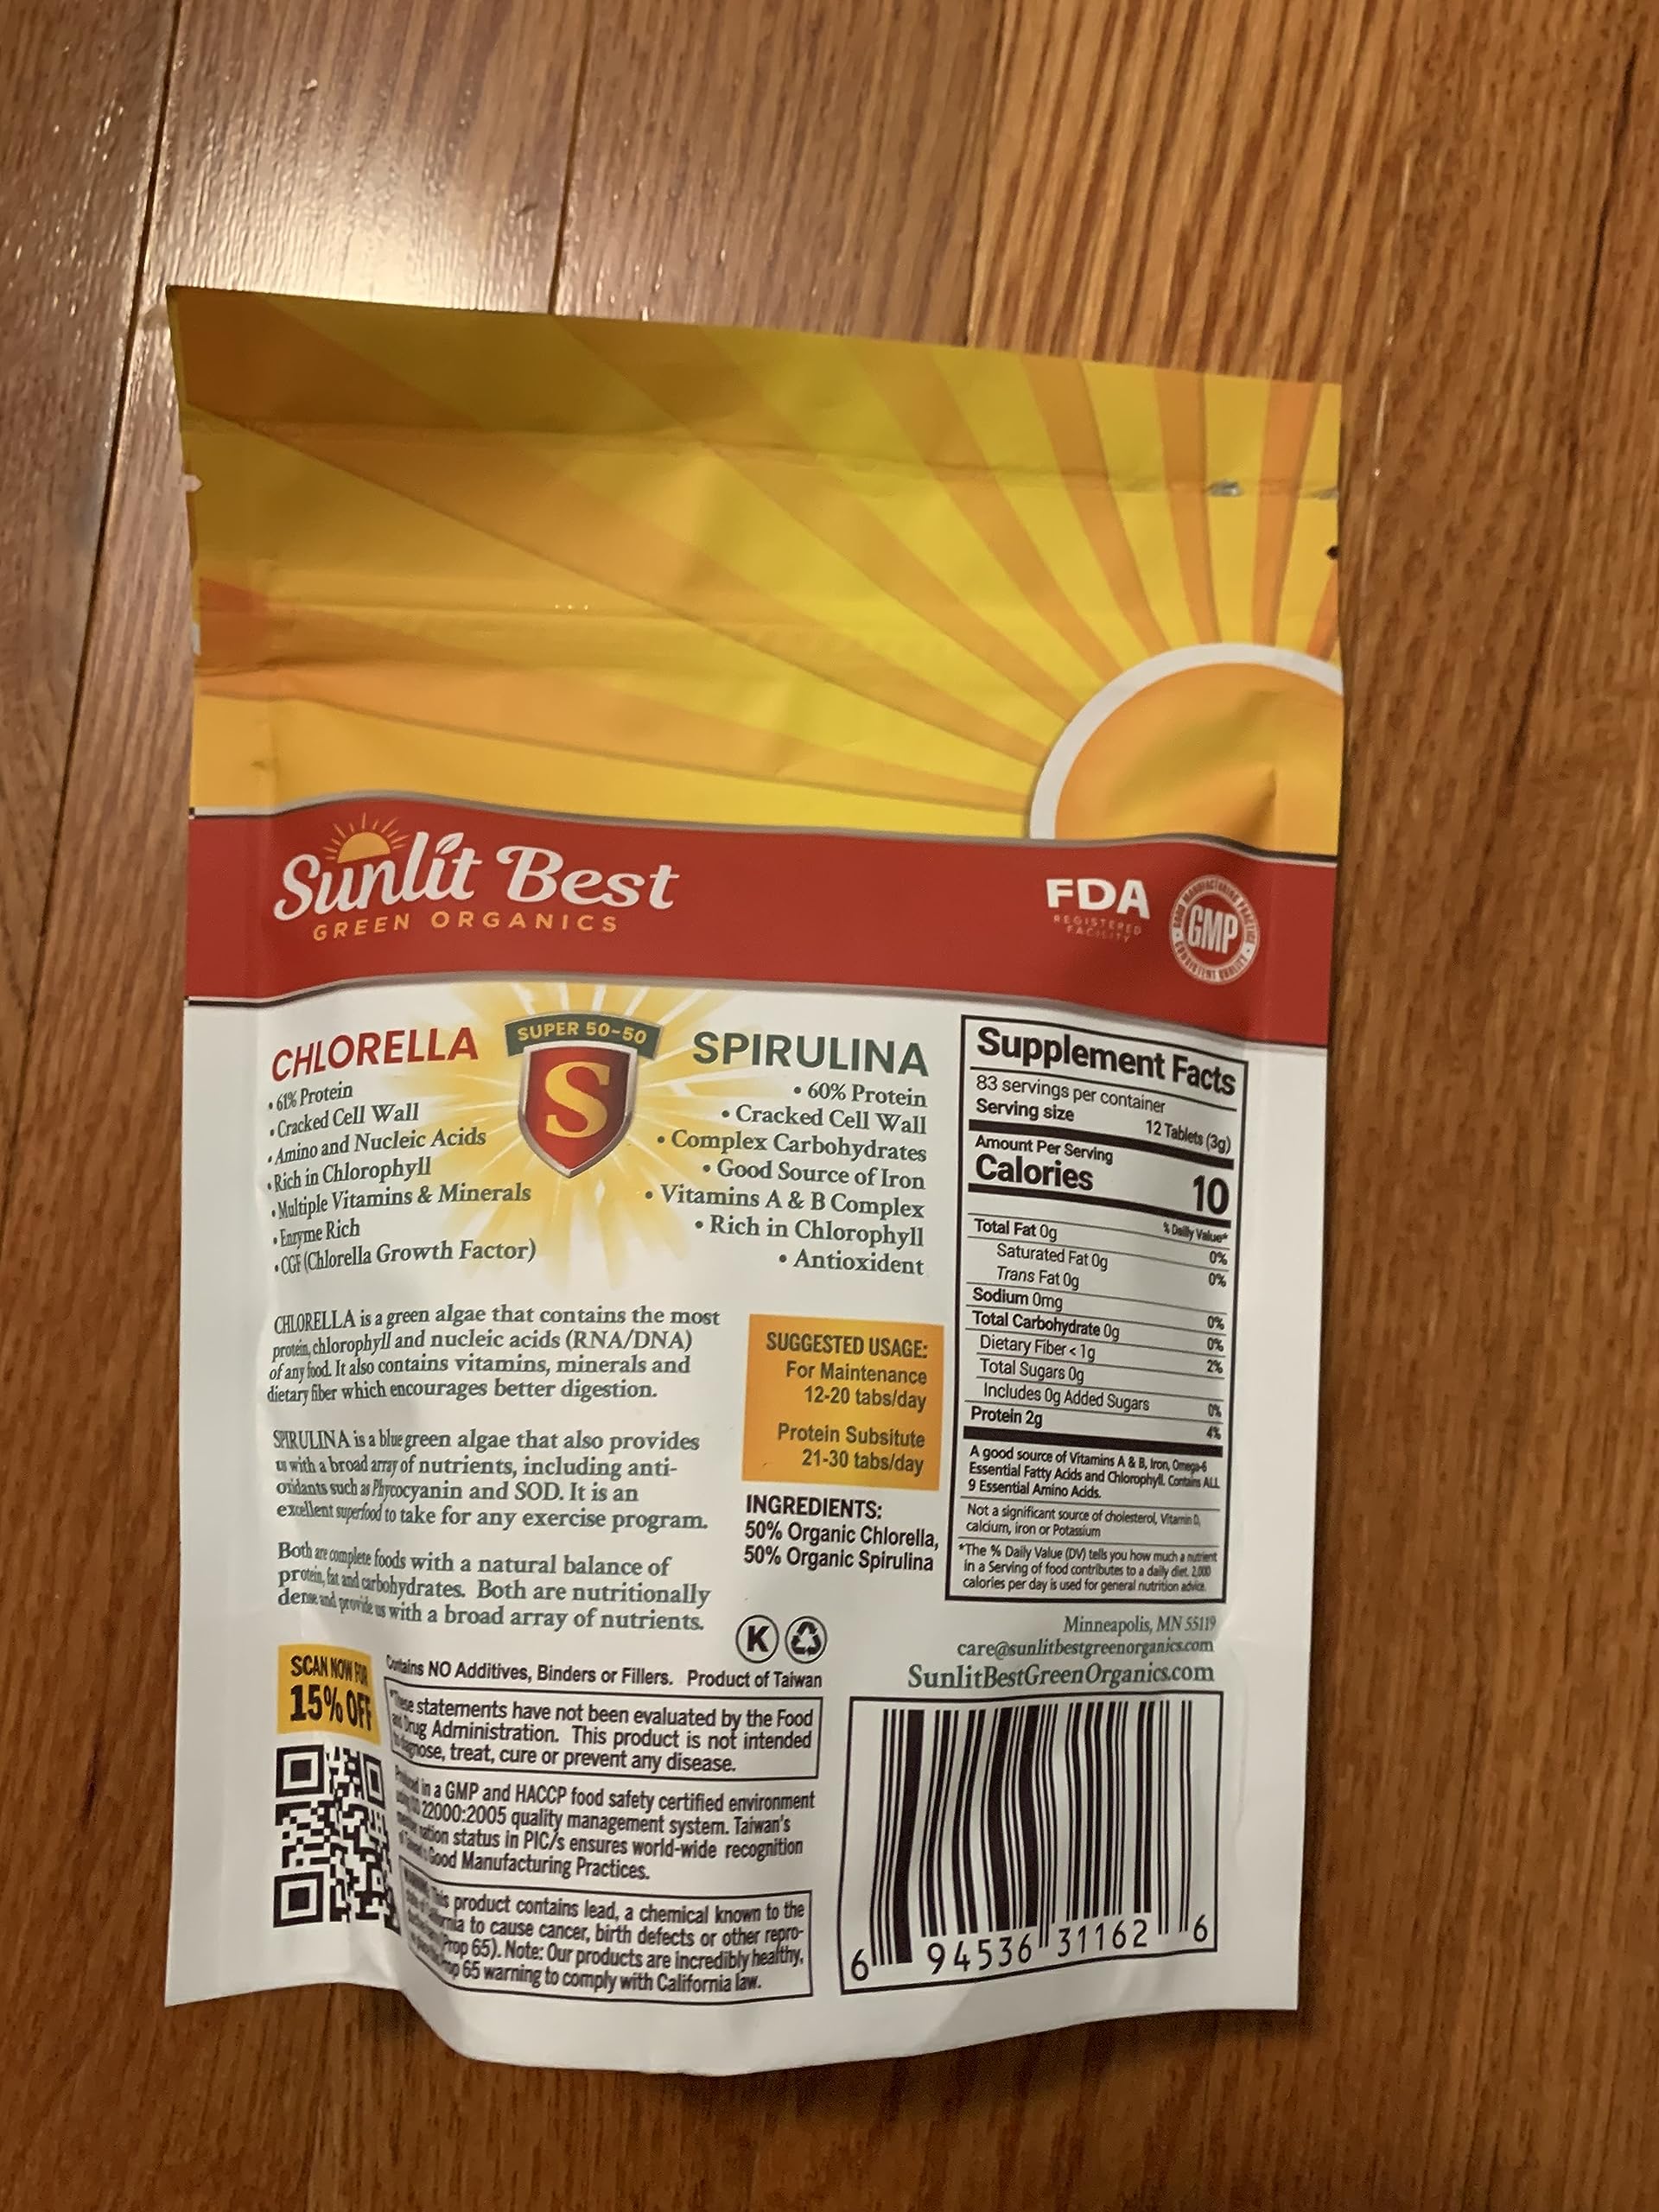 Sunlit Best
GREEN ORGANICS
FDA
REGISTERED
FACILITY
GMP
CHLORELLA
• 61% Protein
• Cracked Cell Wall
• Amino and Nucleic Acids
• Rich in Chlorophyll
• Multiple Vitamins & Minerals
• Enzyme Rich
• CGF (Chlorella Growth Factor)
SUPER 50-50
S
SPIRULINA
• 60% Protein
• Cracked Cell Wall
• Complex Carbohydrates
• Good Source of Iron
• Vitamins A & B Complex
• Rich in Chlorophyll
• Antioxident
CHLORELLA is a green algae that contains the most
protein, chlorophyll and nucleic acids (RNA/DNA)
of any food. It also contains vitamins, minerals and
dietary fiber which encourages better digestion.
SPIRULINA is a blue green algae that also provides
us with a broad array of nutrients, including anti-
oxidants such as Phycocyanin and SOD. It is an
excellent superfood to take for any exercise program.
Both are complete foods with a natural balance of
protein, fat and carbohydrates. Both are nutritionally
dense and provide us with a broad array of nutrients.
SUGGESTED USAGE:
For Maintenance
12-20 tabs/day
Protein Subsitute
21-30 tabs/day
INGREDIENTS:
50% Organic Chlorella,
50% Organic Spirulina
K
Supplement Facts
83 servings per container
Serving size 12 Tablets (3g)
Amount Per Serving
Calories 10
% Daily Value*
Total Fat 0g 0%
Saturated Fat 0g 0%
Trans Fat 0g
Sodium 0mg 0%
Total Carbohydrate 0g 0%
Dietary Fiber < 1g 2%
Total Sugars 0g
Includes 0g Added Sugars 0%
Protein 2g 4%
A good source of Vitamins A & B, Iron, Omega-6
Essential Fatty Acids and Chlorophyll. Contains ALL
9 Essential Amino Acids.
Not a significant source of cholesterol, Vitamin D,
calcium, iron or Potassium
*The % Daily Value (DV) tells you how much a nutrient
in a Serving of food contributes to a daily diet. 2,000
calories per day is used for general nutrition advice.
Minneapolis, MN 55119
care@sunlitbestgreenorganics.com
SunlitBestGreenOrganics.com
SCAN NOW FOR
15% OFF
Contains NO Additives, Binders or Fillers. Product of Taiwan
*These statements have not been evaluated by the Food
and Drug Administration. This product is not intended
to diagnose, treat, cure or prevent any disease.
Produced in a GMP and HACCP food safety certified environment
22000:2005 quality management system. Taiwan's
nation status in PIC/s ensures world-wide recognition
of Taiwan's Good Manufacturing Practices.
This product contains lead, a chemical known to the
California to cause cancer, birth defects or other repro-
Prop 65). Note: Our products are incredibly healthy,
Prop 65 warning to comply with California law.
6 94536 31162 6